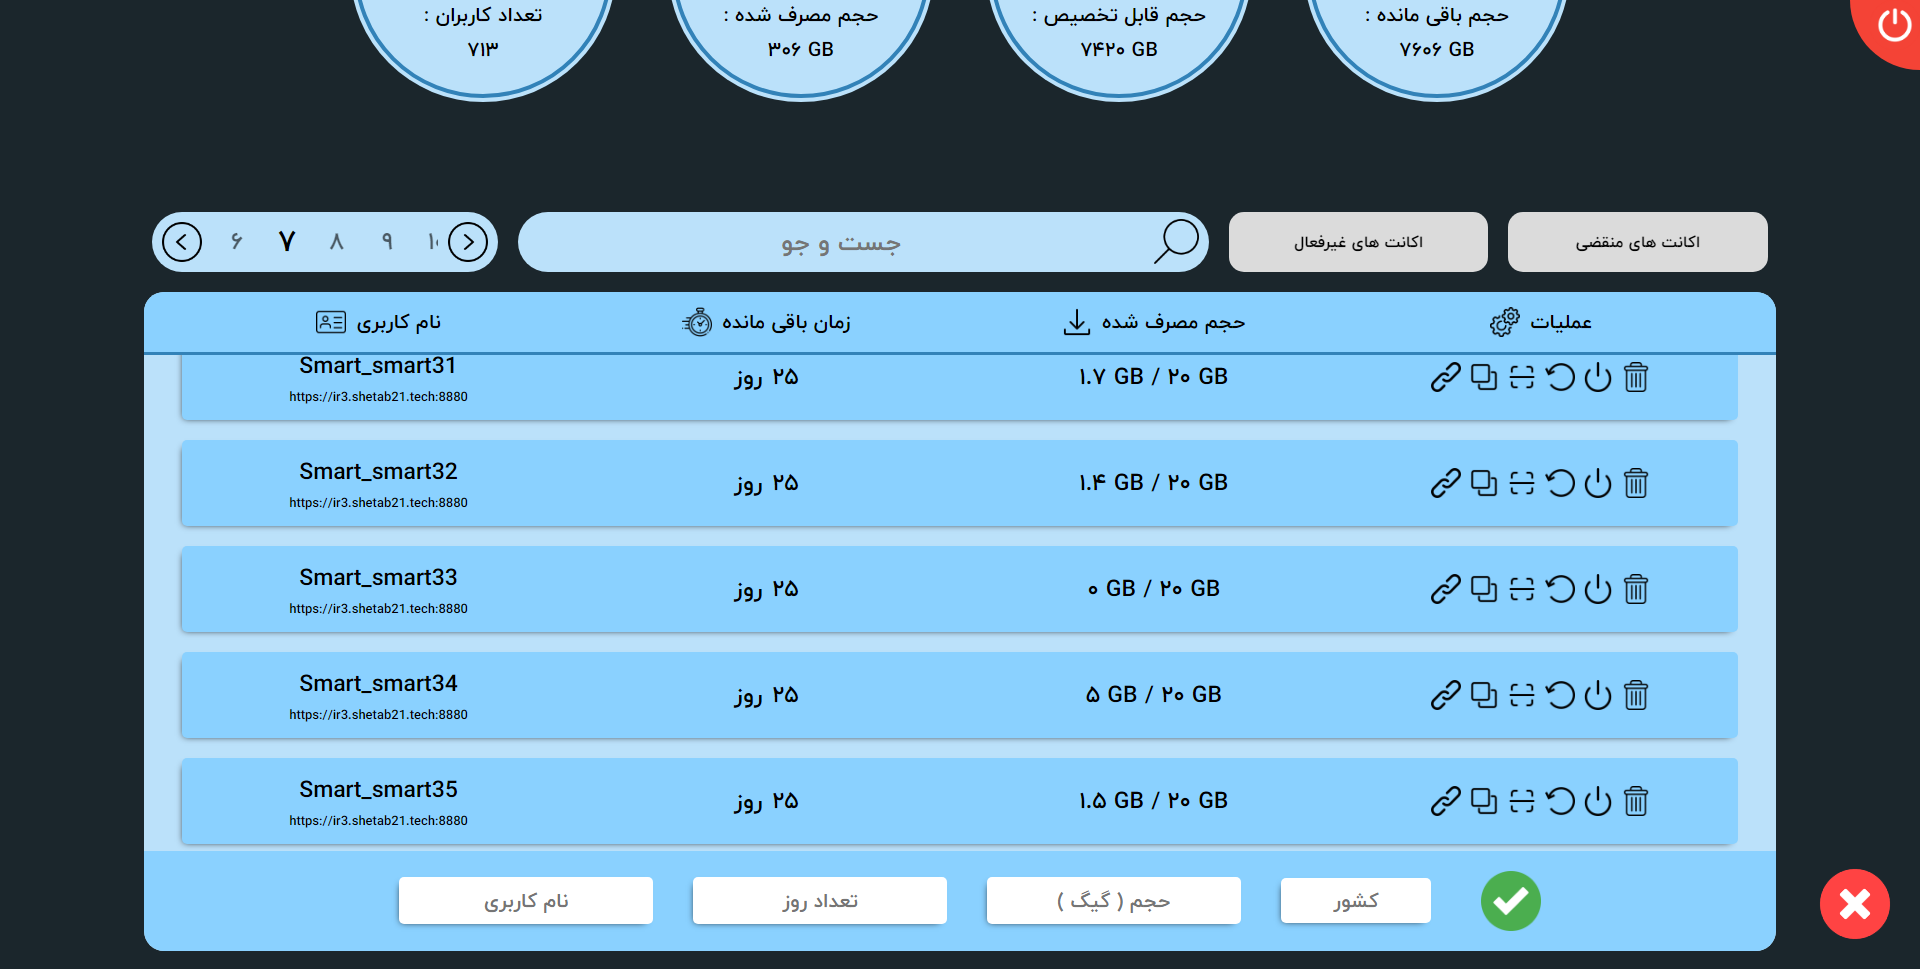 حجم باقی مانده :
۷۶۰۶ GB
حجم قابل تخصیص :
۷۴۲۰ GB
حجم مصرف شده :
۳۰۶ GB
تعداد کاربران :
۷۱۳
اکانت های منقضی
اکانت های غیرفعال
جست و جو
۶ ۷ ۸ ۹ ۱۰
عملیات
حجم مصرف شده
زمان باقی مانده
نام کاربری
Smart_smart31
https://ir3.shetab21.tech:8880
۲۵ روز
۱.۷ GB / ۲۰ GB
Smart_smart32
https://ir3.shetab21.tech:8880
۲۵ روز
۱.۴ GB / ۲۰ GB
Smart_smart33
https://ir3.shetab21.tech:8880
۲۵ روز
۰ GB / ۲۰ GB
Smart_smart34
https://ir3.shetab21.tech:8880
۲۵ روز
۵ GB / ۲۰ GB
Smart_smart35
https://ir3.shetab21.tech:8880
۲۵ روز
۱.۵ GB / ۲۰ GB
کشور
حجم ( گیگ )
تعداد روز
نام کاربری